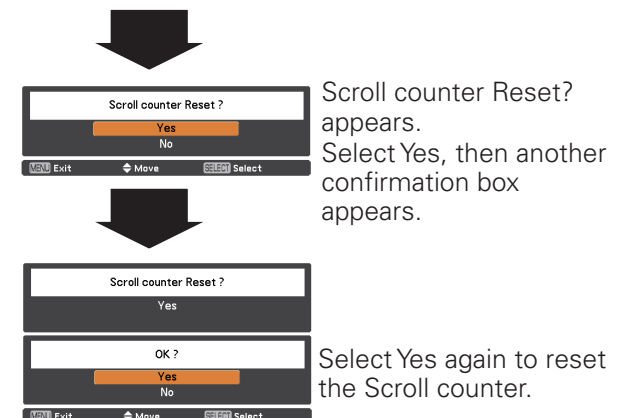 Scroll counter Reset ?
Yes
No
MENU Exit Move SELECT Select
Scroll counter Reset?
appears.
Select Yes, then another
confirmation box
appears.
Scroll counter Reset ?
Yes
OK ?
Yes
No
MENU Exit Move SELECT Select
Select Yes again to reset
the Scroll counter.